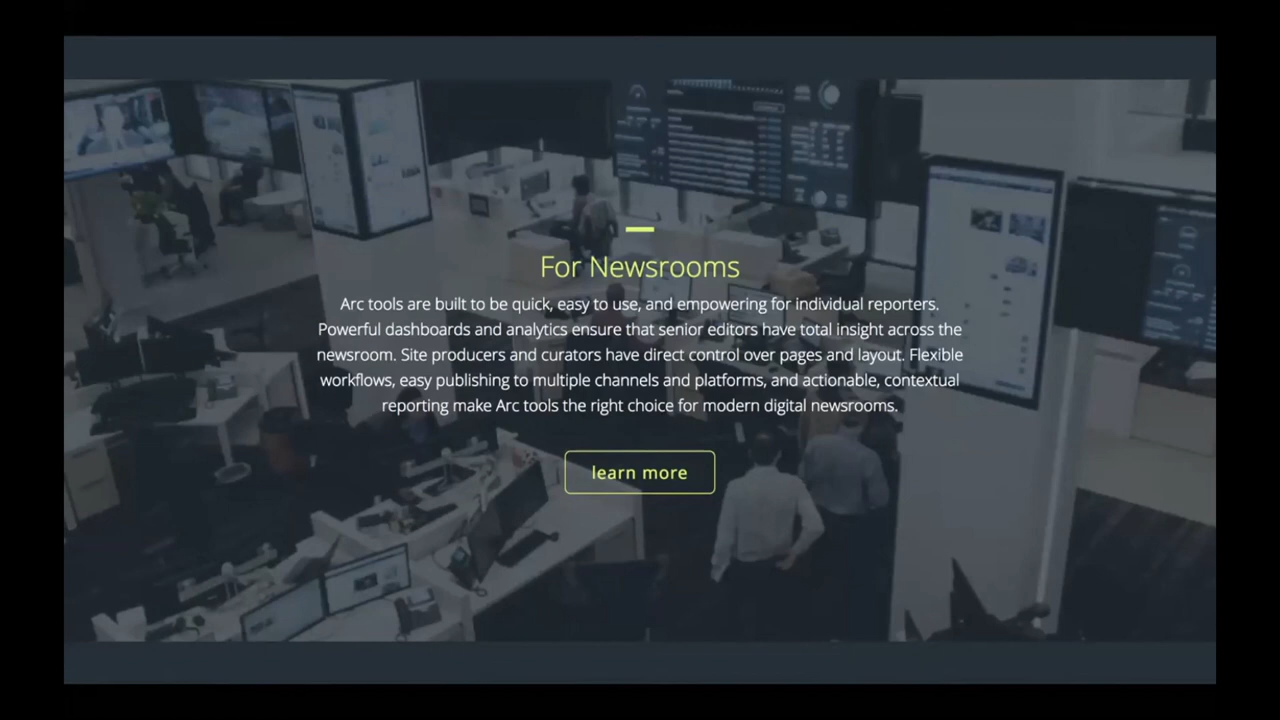 For Newsrooms
Arc tools are built to be quick, easy to use, and empowering for individual reporters.
Powerful dashboards and analytics ensure that senior editors have total insight across the
newsroom. Site producers and curators have direct control over pages and layout. Flexible
workflows, easy publishing to multiple channels and platforms, and actionable, contextual
reporting make Arc tools the right choice for modern digital newsrooms.
learn more